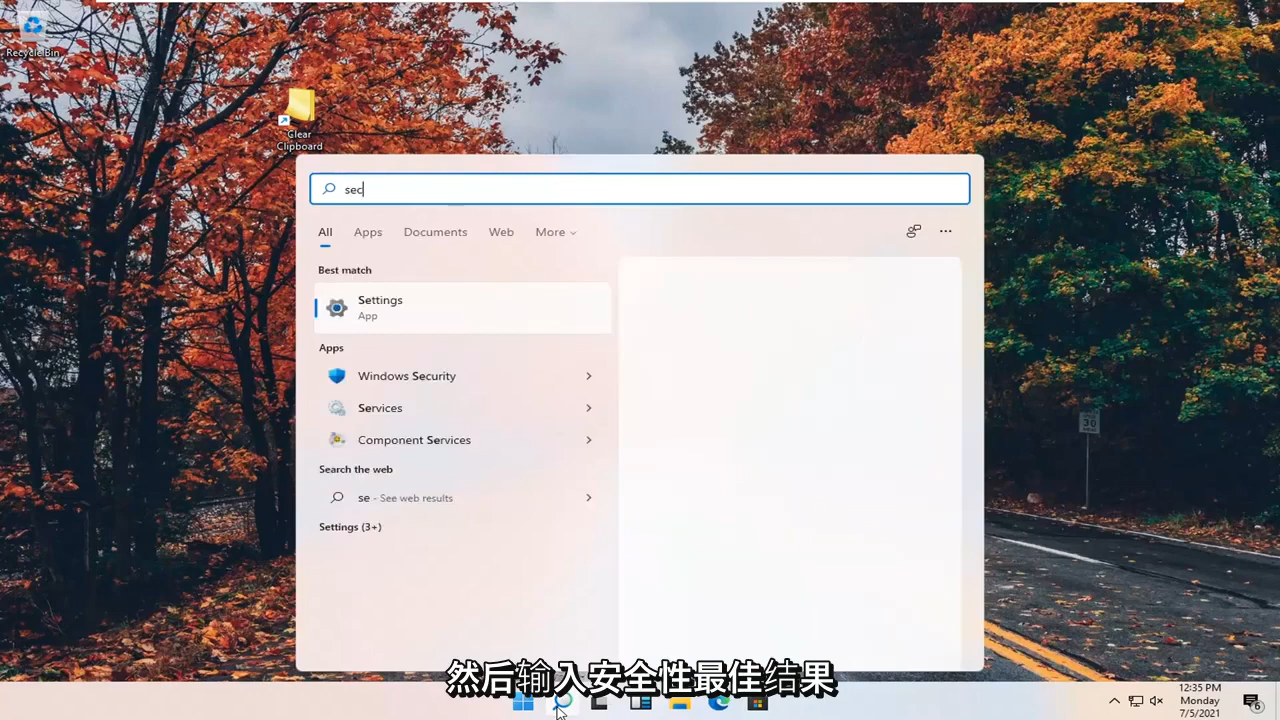 Recycle Bin
Clear
Clipboard
sec
All Apps Documents Web More
Best match
Settings
App
Apps
Windows Security
Services
Component Services
Search the web
se - See web results
Settings (3+)
30
然后输入安全性最佳结果
12:35 PM
Monday
7/5/2021
6